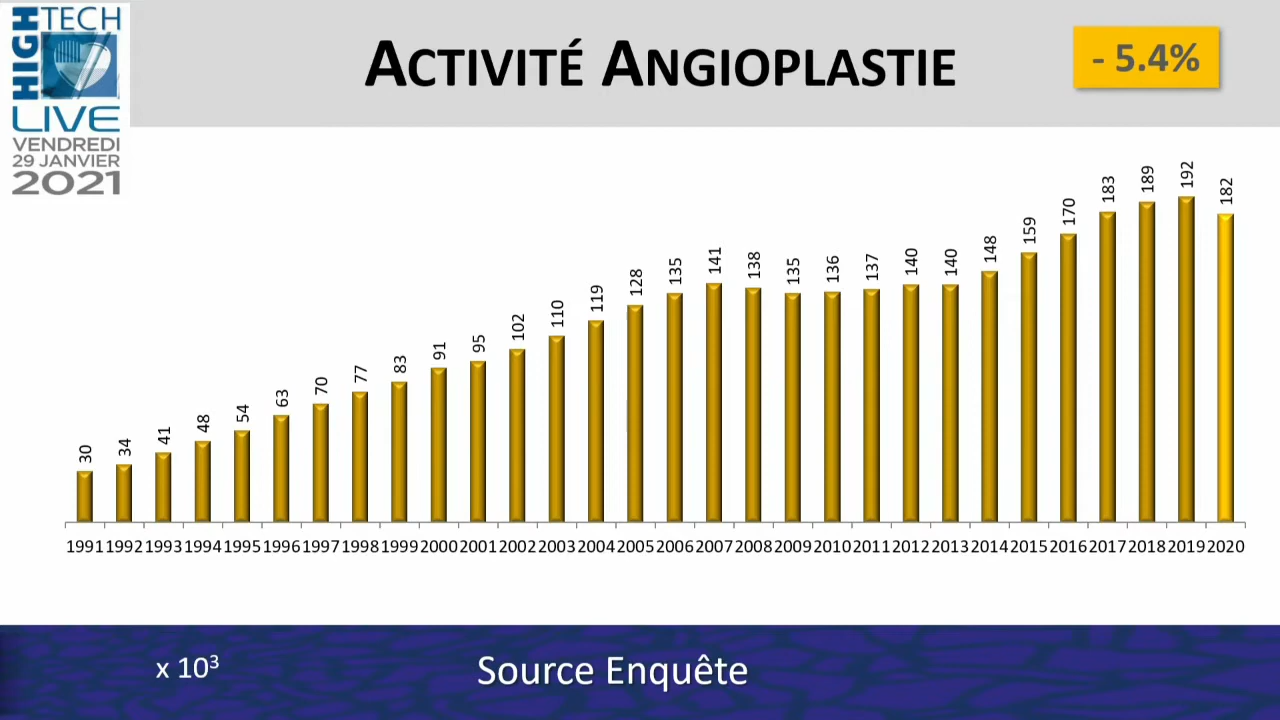 HIGH TECH
LIVE
VENDREDI
29 JANVIER
2021
ACTIVITÉ ANGIOPLASTIE
- 5.4%
30 34 41 48 54 63 70 77 83 91 95 102 110 119 128 135 141 138 135 136 137 140 140 148 159 170 183 189 192 182
1991 1992 1993 1994 1995 1996 1997 1998 1999 2000 2001 2002 2003 2004 2005 2006 2007 2008 2009 2010 2011 2012 2013 2014 2015 2016 2017 2018 2019 2020
x 10³
Source Enquête